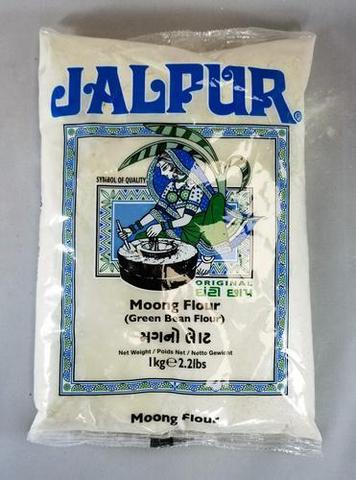 JALPUR®
SYMBOL OF QUALITY
ORIGINAL
ઘંટી છાપ
Moong Flour
(Green Bean Flour)
મગનો લોટ
Net Weight / Poids Net / Netto Gewicht
1kg℮2.2lbs
Moong Flour